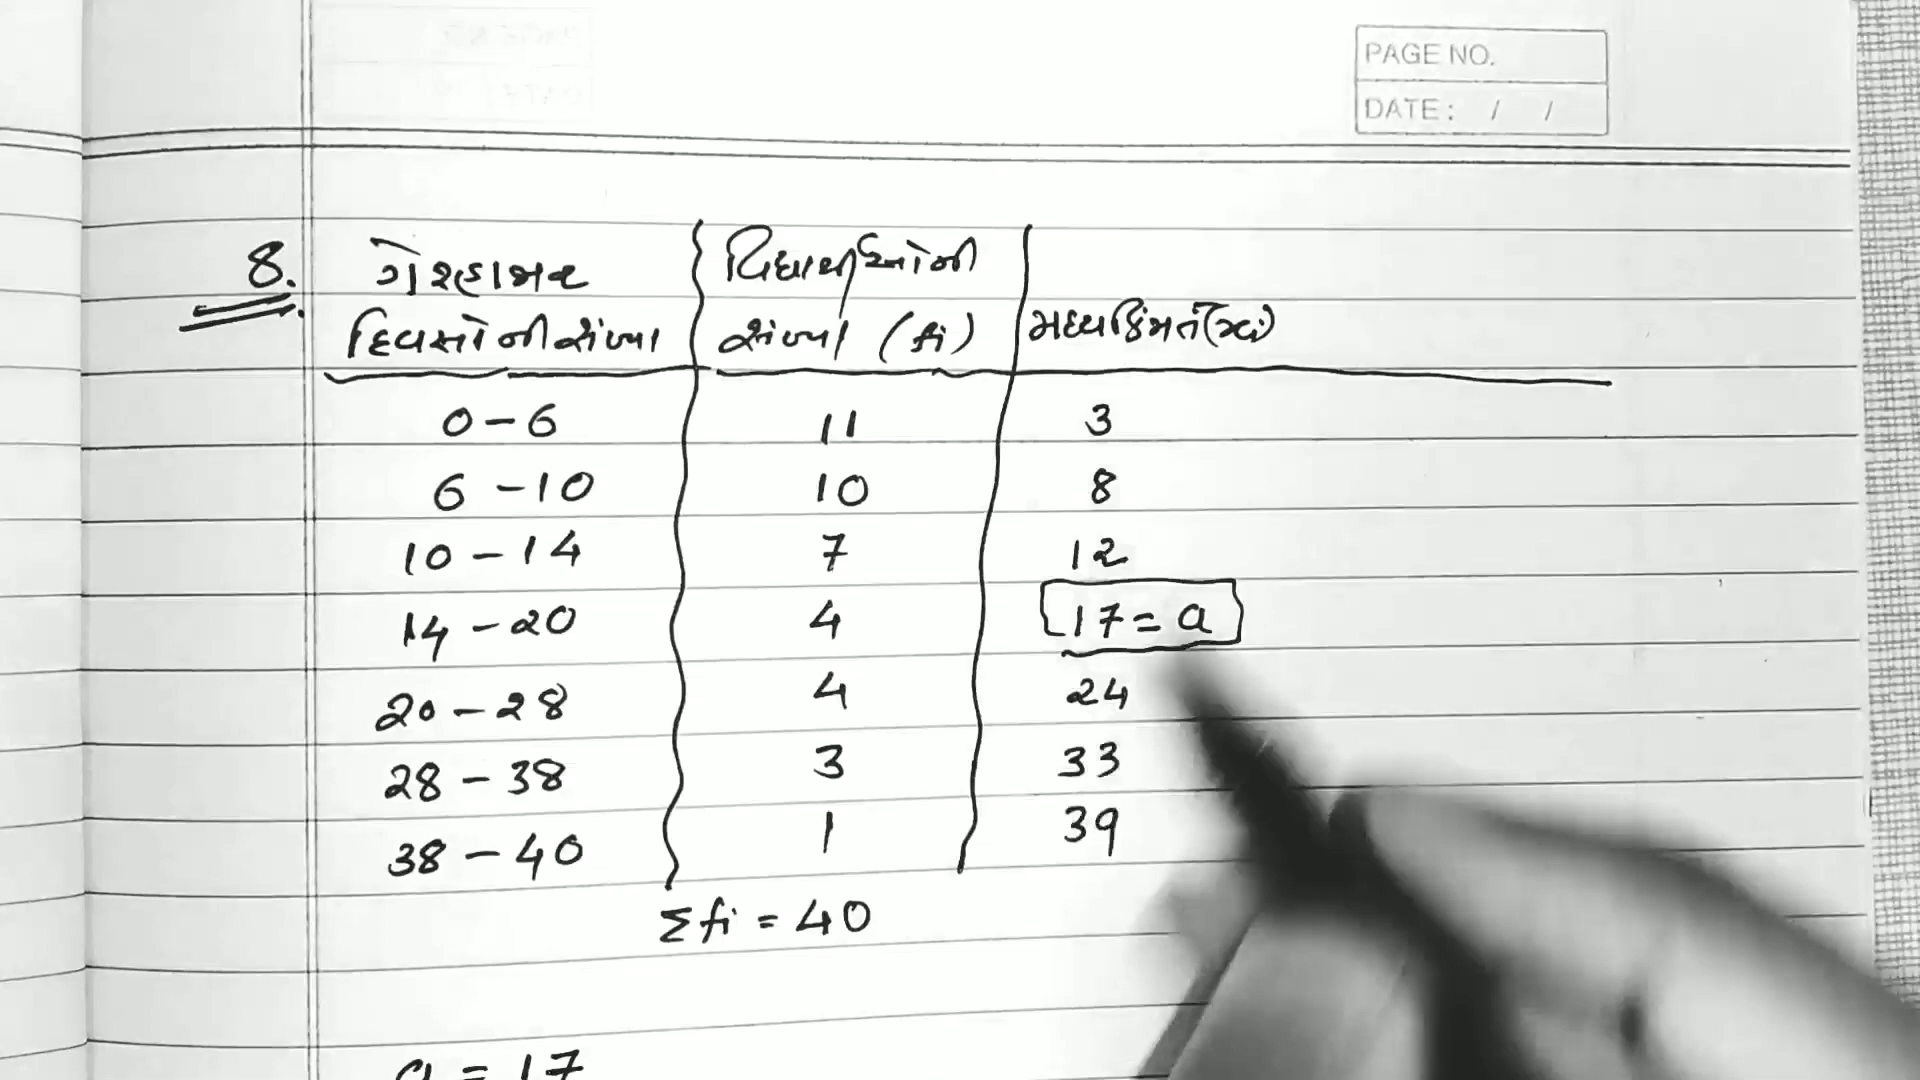 PAGE NO.
DATE: / /
8. ગેરહાજર વિદ્યાર્થીઓની
દિવસોની સંખ્યા સંખ્યા (fi) મધ્યકિંમત (xi)
0 – 6 11 3
6 – 10 10 8
10 – 14 7 12
14 – 20 4 17 = a
20 – 28 4 24
28 – 38 3 33
38 – 40 1 39
Σfi = 40
a = 17